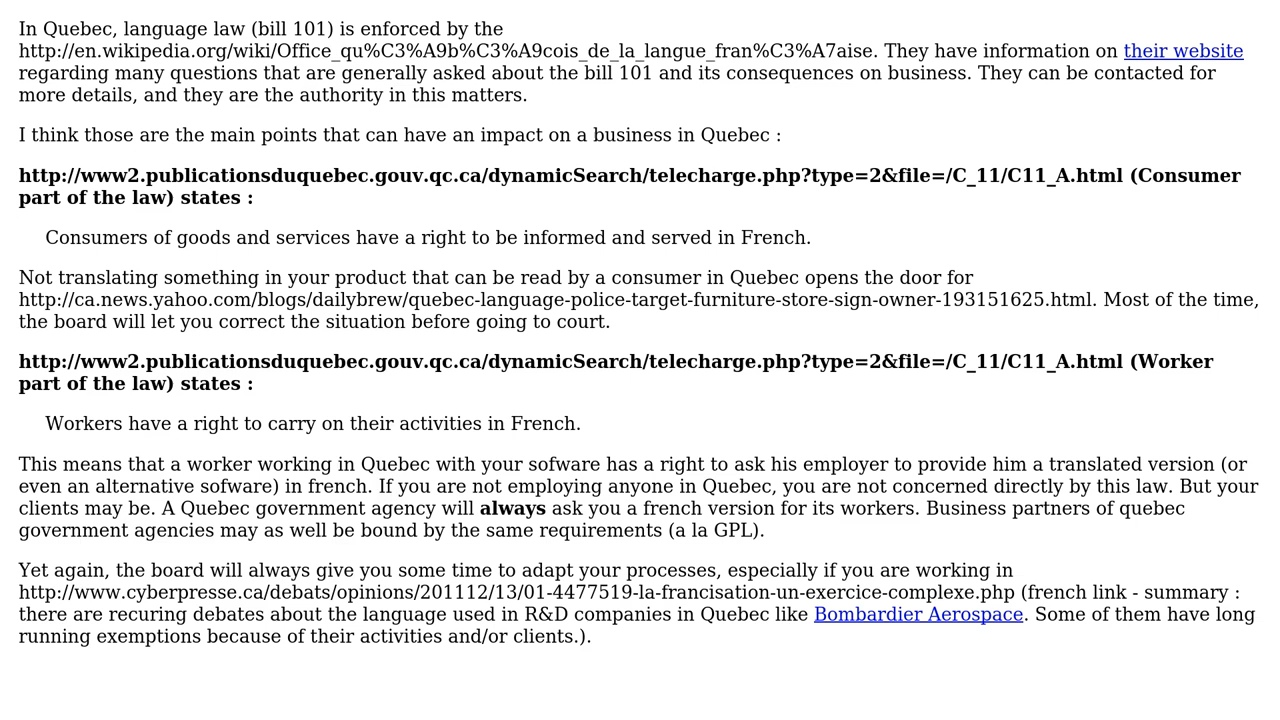 In Quebec, language law (bill 101) is enforced by the
http://en.wikipedia.org/wiki/Office_qu%C3%A9b%C3%A9cois_de_la_langue_fran%C3%A7aise. They have information on their website
regarding many questions that are generally asked about the bill 101 and its consequences on business. They can be contacted for
more details, and they are the authority in this matters.
I think those are the main points that can have an impact on a business in Quebec :
http://www2.publicationsduquebec.gouv.qc.ca/dynamicSearch/telecharge.php?type=2&file=/C_11/C11_A.html (Consumer
part of the law) states :
Consumers of goods and services have a right to be informed and served in French.
Not translating something in your product that can be read by a consumer in Quebec opens the door for
http://ca.news.yahoo.com/blogs/dailybrew/quebec-language-police-target-furniture-store-sign-owner-193151625.html. Most of the time,
the board will let you correct the situation before going to court.
http://www2.publicationsduquebec.gouv.qc.ca/dynamicSearch/telecharge.php?type=2&file=/C_11/C11_A.html (Worker
part of the law) states :
Workers have a right to carry on their activities in French.
This means that a worker working in Quebec with your sofware has a right to ask his employer to provide him a translated version (or
even an alternative sofware) in french. If you are not employing anyone in Quebec, you are not concerned directly by this law. But your
clients may be. A Quebec government agency will always ask you a french version for its workers. Business partners of quebec
government agencies may as well be bound by the same requirements (a la GPL).
Yet again, the board will always give you some time to adapt your processes, especially if you are working in
http://www.cyberpresse.ca/debats/opinions/201112/13/01-4477519-la-francisation-un-exercice-complexe.php (french link - summary :
there are recuring debates about the language used in R&D companies in Quebec like Bombardier Aerospace. Some of them have long
running exemptions because of their activities and/or clients.).